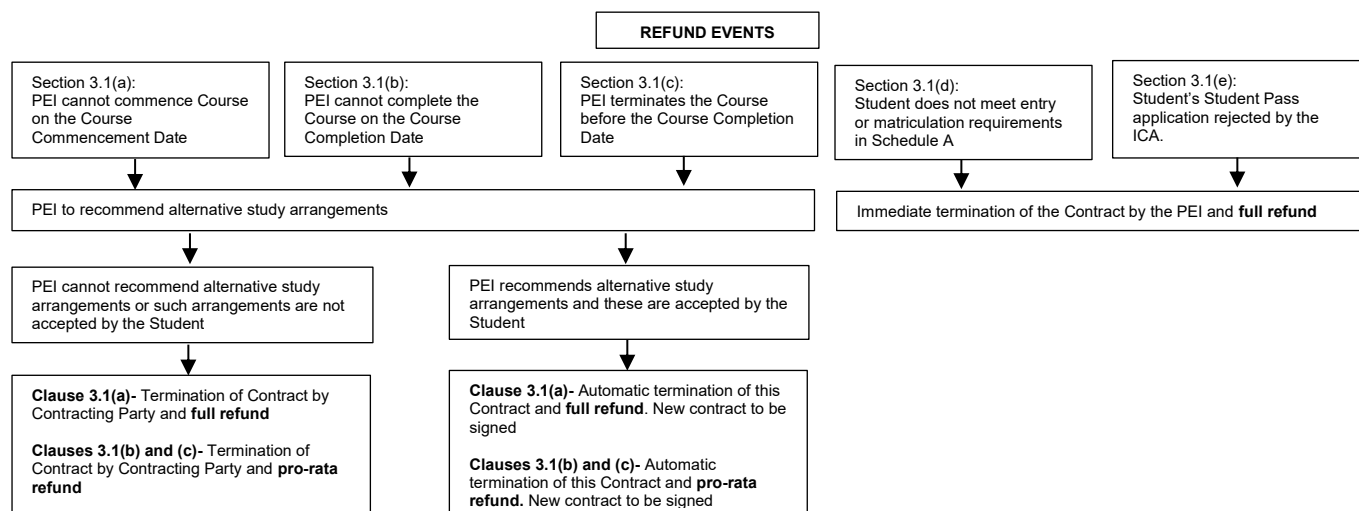 REFUND EVENTS
Section 3.1(a):
PEI cannot commence Course
on the Course
Commencement Date
Section 3.1(b):
PEI cannot complete the
Course on the Course
Completion Date
Section 3.1(c):
PEI terminates the Course
before the Course Completion
Date
Section 3.1(d):
Student does not meet entry
or matriculation requirements
in Schedule A
Section 3.1(e):
Student’s Student Pass
application rejected by the
ICA.
PEI to recommend alternative study arrangements
Immediate termination of the Contract by the PEI and full refund
PEI cannot recommend alternative study
arrangements or such arrangements are not
accepted by the Student
PEI recommends alternative study
arrangements and these are accepted by the
Student
Clause 3.1(a)- Termination of Contract by
Contracting Party and full refund
Clauses 3.1(b) and (c)- Termination of
Contract by Contracting Party and pro-rata
refund
Clause 3.1(a)- Automatic termination of this
Contract and full refund. New contract to be
signed
Clauses 3.1(b) and (c)- Automatic
termination of this Contract and pro-rata
refund. New contract to be signed